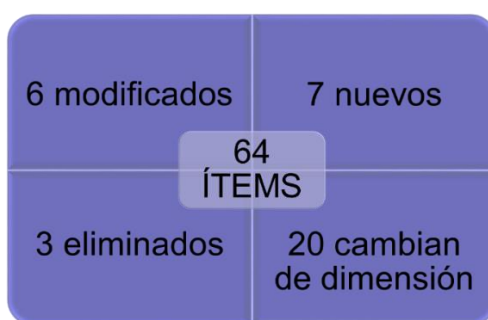 6 modificados
7 nuevos
64
ÍTEMS
3 eliminados
20 cambian
de dimensión